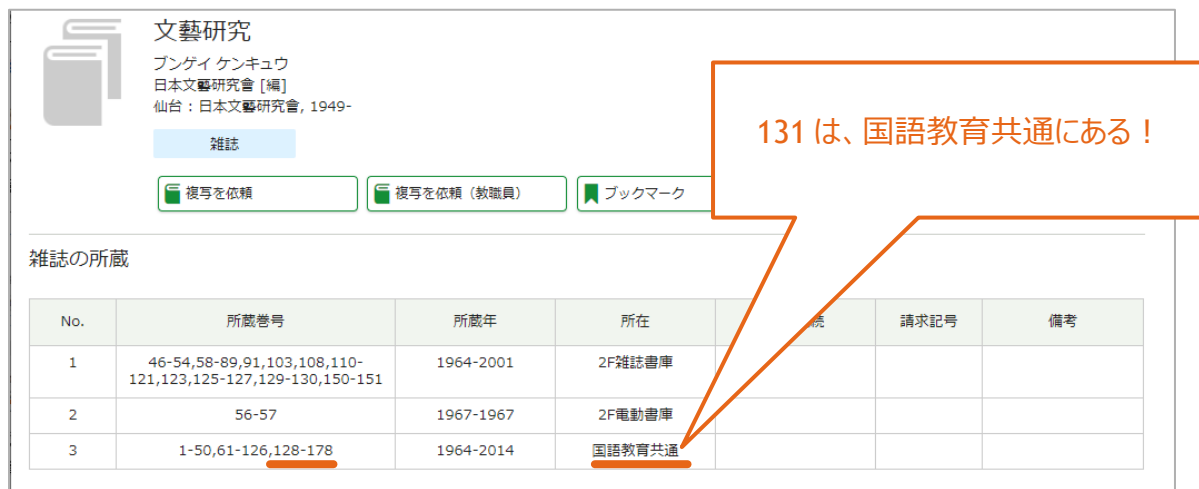 文藝研究
ブンゲイ ケンキュウ
日本文藝研究會 [編]
仙台 : 日本文藝研究會, 1949-
雑誌
複写を依頼
複写を依頼（教職員）
ブックマーク
131 は、国語教育共通にある！
雑誌の所蔵
No. 所蔵巻号 所蔵年 所在 続 請求記号 備考
1 46-54,58-89,91,103,108,110- 1964-2001 2F雑誌書庫
121,123,125-127,129-130,150-151
2 56-57 1967-1967 2F電動書庫
3 1-50,61-126,128-178 1964-2014 国語教育共通